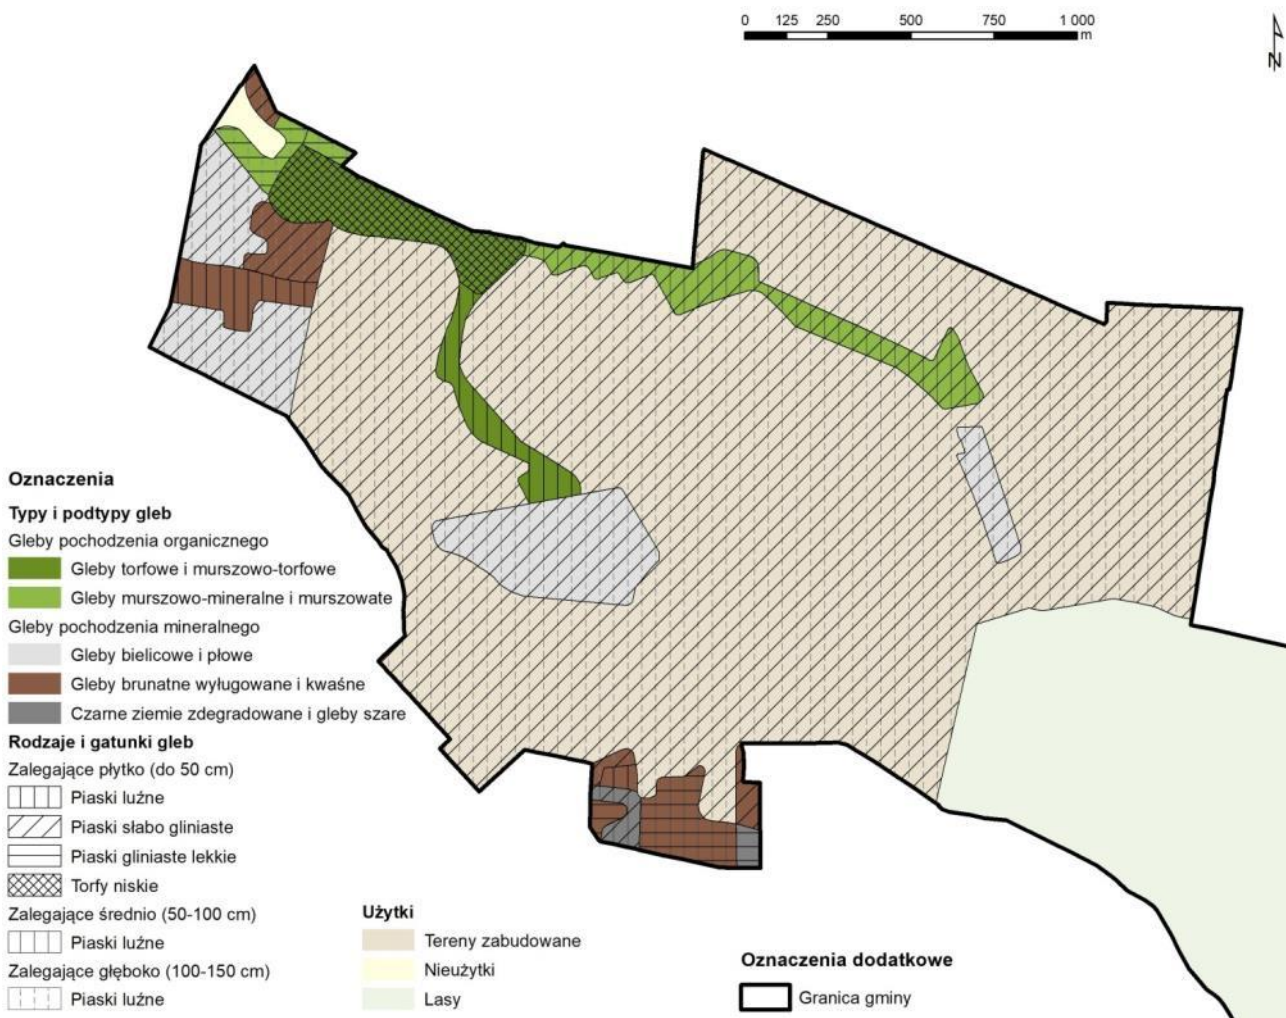 0 125 250 500 750 1 000
m
N
Oznaczenia
Typy i podtypy gleb
Gleby pochodzenia organicznego
Gleby torfowe i murszowo-torfowe
Gleby murszowo-mineralne i murszowate
Gleby pochodzenia mineralnego
Gleby bielicowe i płowe
Gleby brunatne wyługowane i kwaśne
Czarne ziemie zdegradowane i gleby szare
Rodzaje i gatunki gleb
Zalegające płytko (do 50 cm)
Piaski luźne
Piaski słabo gliniaste
Piaski gliniaste lekkie
Torfy niskie
Zalegające średnio (50-100 cm)
Piaski luźne
Zalegające głęboko (100-150 cm)
Piaski luźne
Użytki
Tereny zabudowane
Nieużytki
Lasy
Oznaczenia dodatkowe
Granica gminy